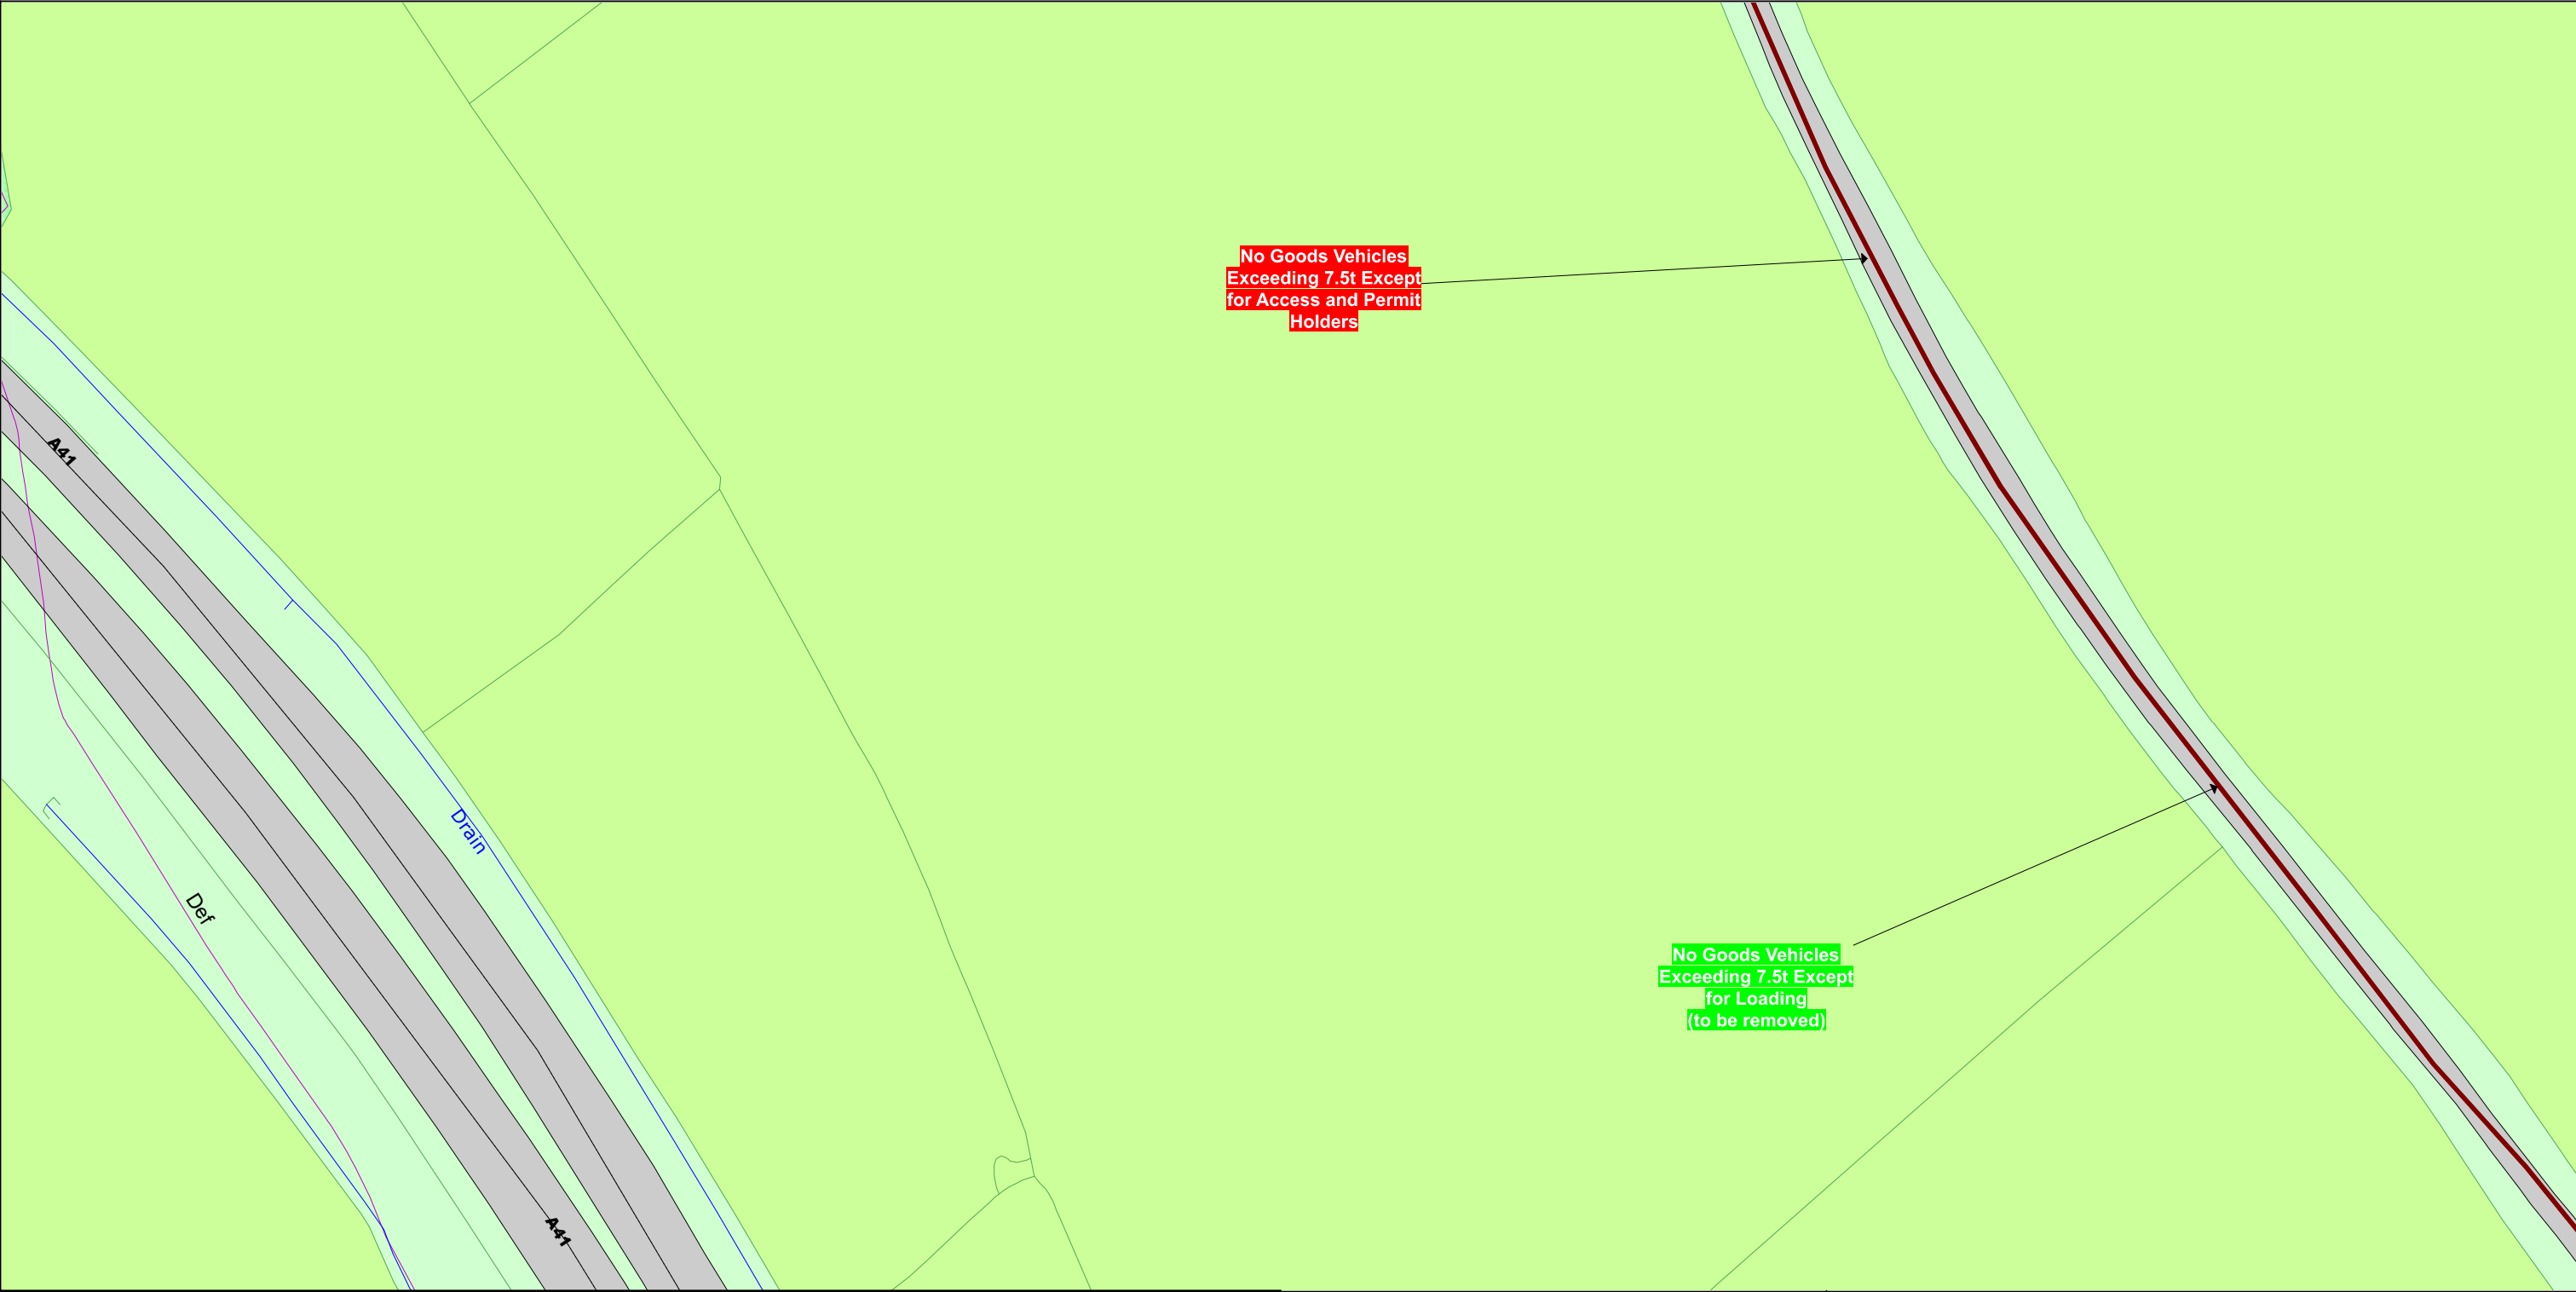 No Goods Vehicles
Exceeding 7.5t Except
for Access and Permit
Holders
A41
Drain
Def
No Goods Vehicles
Exceeding 7.5t Except
for Loading
(to be removed)
A41